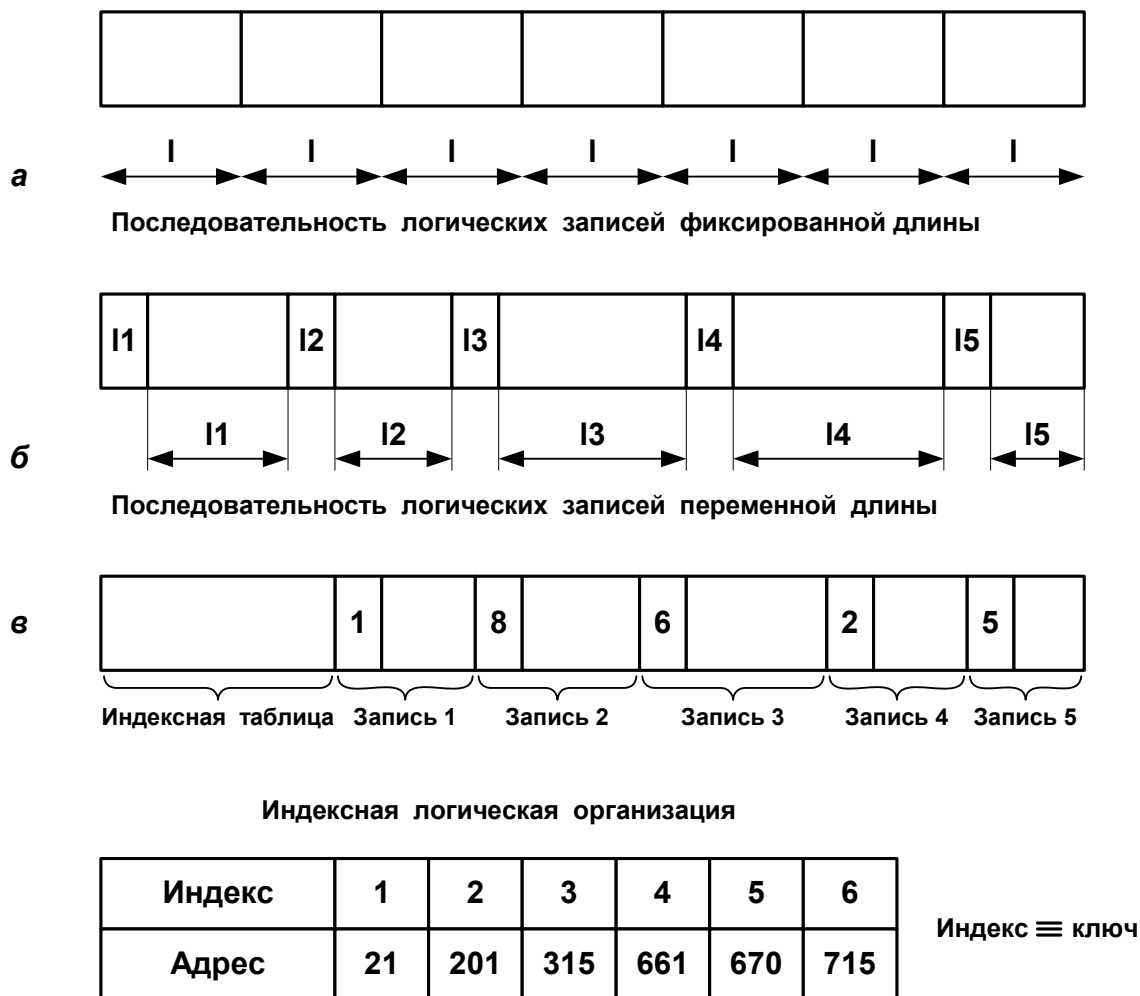 l l l l l l l
а
Последовательность логических записей фиксированной длины
l1 l2 l3 l4 l5
l1 l2 l3 l4 l5
б
Последовательность логических записей переменной длины
в
1 8 6 2 5
Индексная таблица Запись 1 Запись 2 Запись 3 Запись 4 Запись 5
Индексная логическая организация
Индекс 1 2 3 4 5 6
Адрес 21 201 315 661 670 715
Индекс ≡ ключ